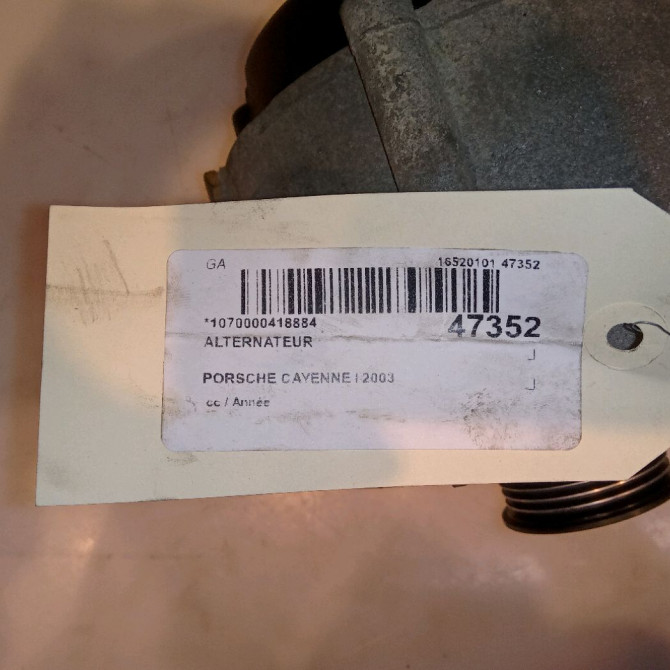 GA 16520101 47352
*1070000418884 47352
ALTERNATEUR
PORSCHE CAYENNE I 2003
cc / Année